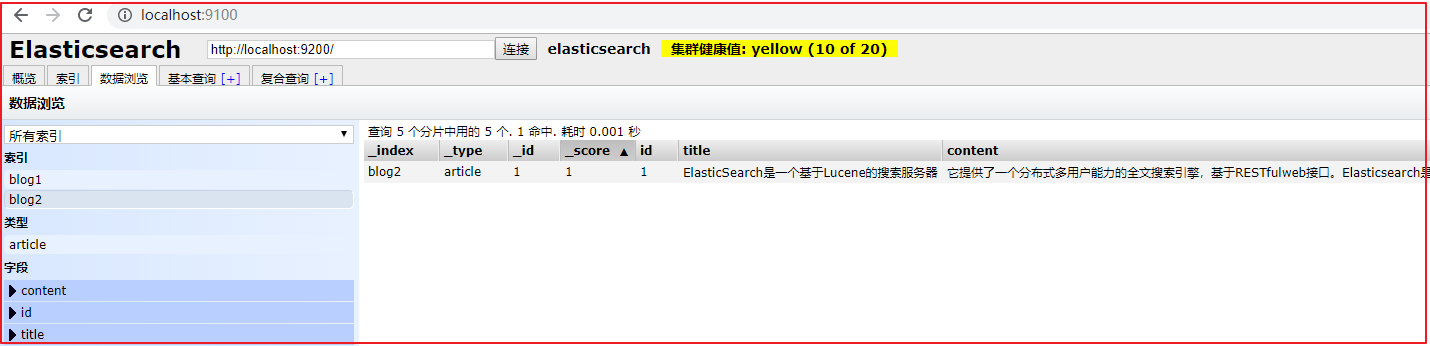 localhost:9100
Elasticsearch http://localhost:9200/ 连接 elasticsearch 集群健康值: yellow (10 of 20)
概览 索引 数据浏览 基本查询 [+] 复合查询 [+]
数据浏览
所有索引
索引
blog1
blog2
类型
article
字段
content
id
title
查询 5 个分片中用的 5 个. 1 命中. 耗时 0.001 秒
_index _type _id _score ▲ id title content
blog2 article 1 1 1 ElasticSearch是一个基于Lucene的搜索服务器 它提供了一个分布式多用户能力的全文搜索引擎，基于RESTfulweb接口。Elasticsearch是